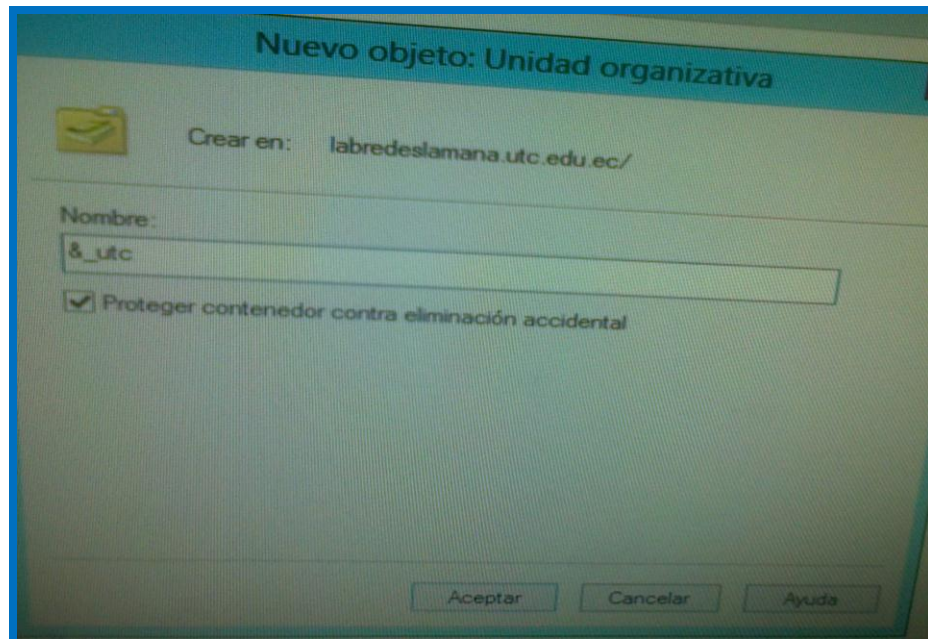 Nuevo objeto: Unidad organizativa
Crear en: labredeslamana.utc.edu.ec/
Nombre:
&_utc
Proteger contenedor contra eliminación accidental
Aceptar Cancelar Ayuda